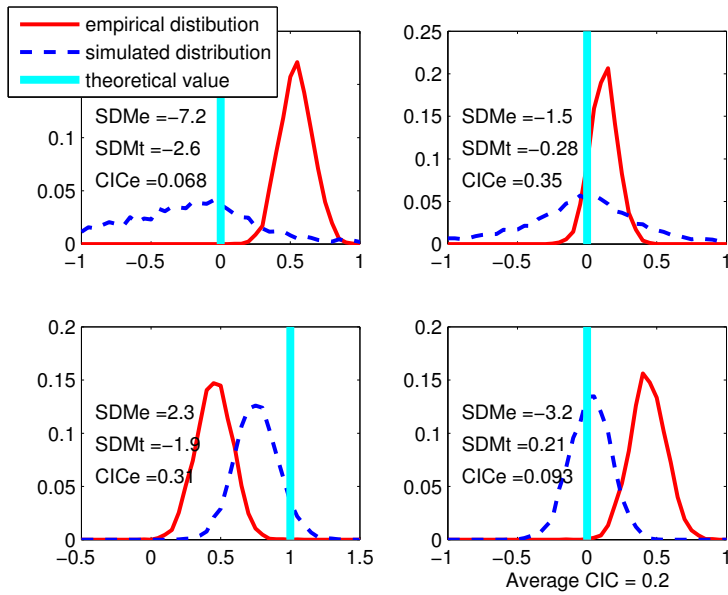 empirical distibution
simulated distribution
theoretical value
0.15
0.1
0.05
0
SDMe =−7.2
SDMt =−2.6
CICe =0.068
−1
−0.5
0
0.5
1
0.25
0.2
0.15
0.1
0.05
0
SDMe =−1.5
SDMt =−0.28
CICe =0.35
−1
−0.5
0
0.5
1
0.2
0.15
0.1
0.05
0
SDMe =2.3
SDMt =−1.9
CICe =0.31
−0.5
0
0.5
1
1.5
0.2
0.15
0.1
0.05
0
SDMe =−3.2
SDMt =0.21
CICe =0.093
−1
−0.5
0
0.5
1
Average CIC = 0.2